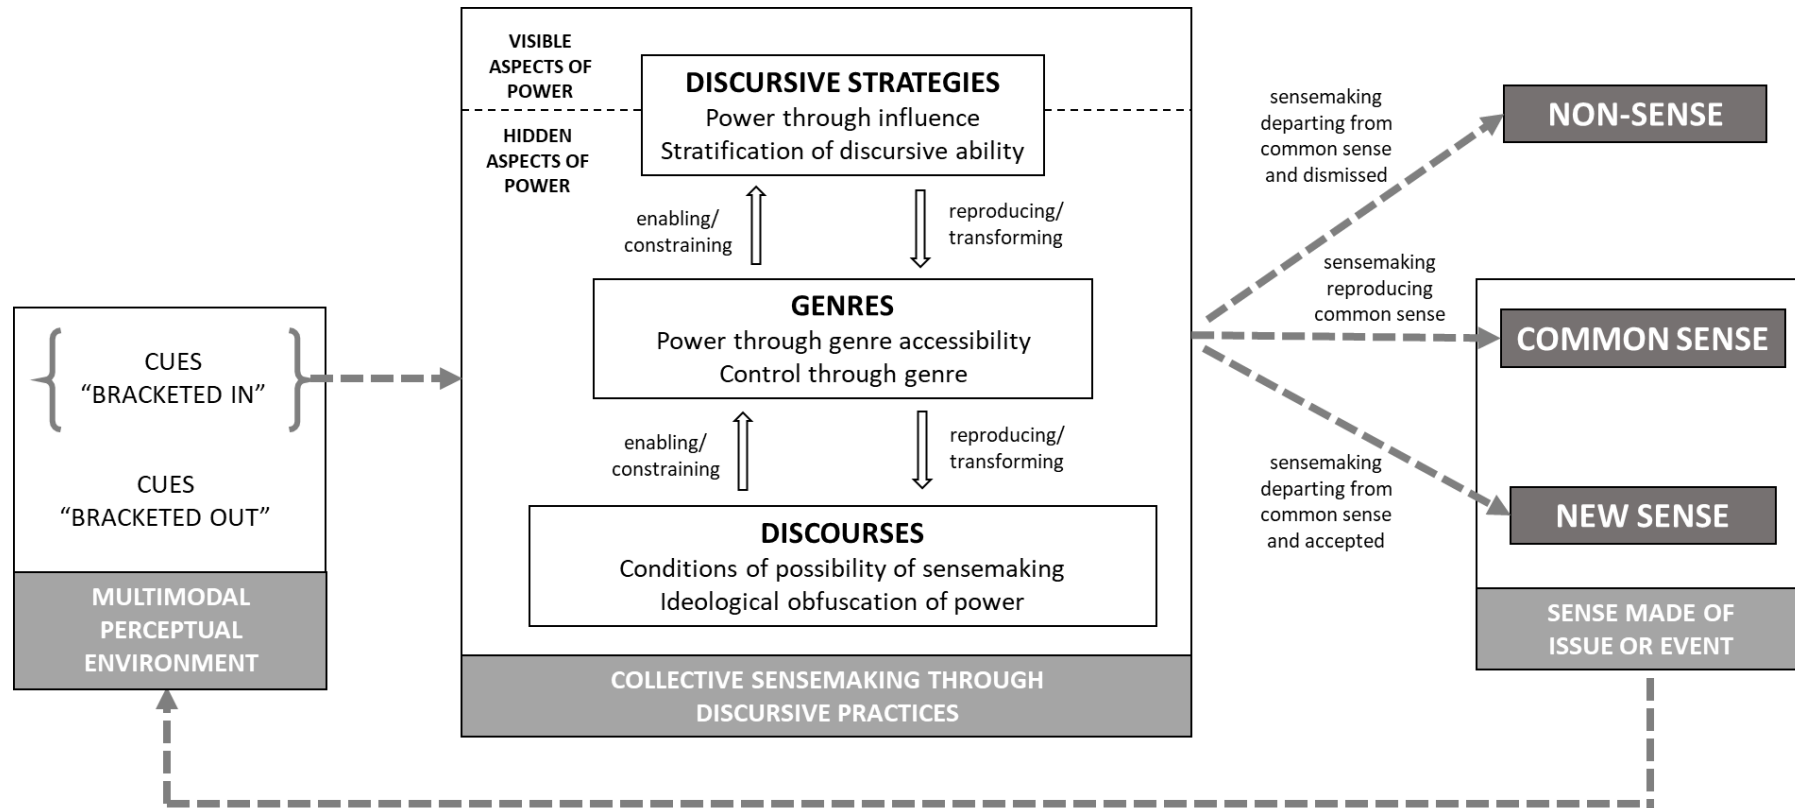 CUES
“BRACKETED IN”
CUES
“BRACKETED OUT”
MULTIMODAL
PERCEPTUAL
ENVIRONMENT
VISIBLE
ASPECTS OF
POWER
HIDDEN
ASPECTS OF
POWER
DISCURSIVE STRATEGIES
Power through influence
Stratification of discursive ability
enabling/
constraining
reproducing/
transforming
GENRES
Power through genre accessibility
Control through genre
enabling/
constraining
reproducing/
transforming
DISCOURSES
Conditions of possibility of sensemaking
Ideological obfuscation of power
COLLECTIVE SENSEMAKING THROUGH
DISCURSIVE PRACTICES
sensemaking
departing from
common sense
and dismissed
sensemaking
reproducing
common sense
sensemaking
departing from
common sense
and accepted
NON-SENSE
COMMON SENSE
NEW SENSE
SENSE MADE OF
ISSUE OR EVENT